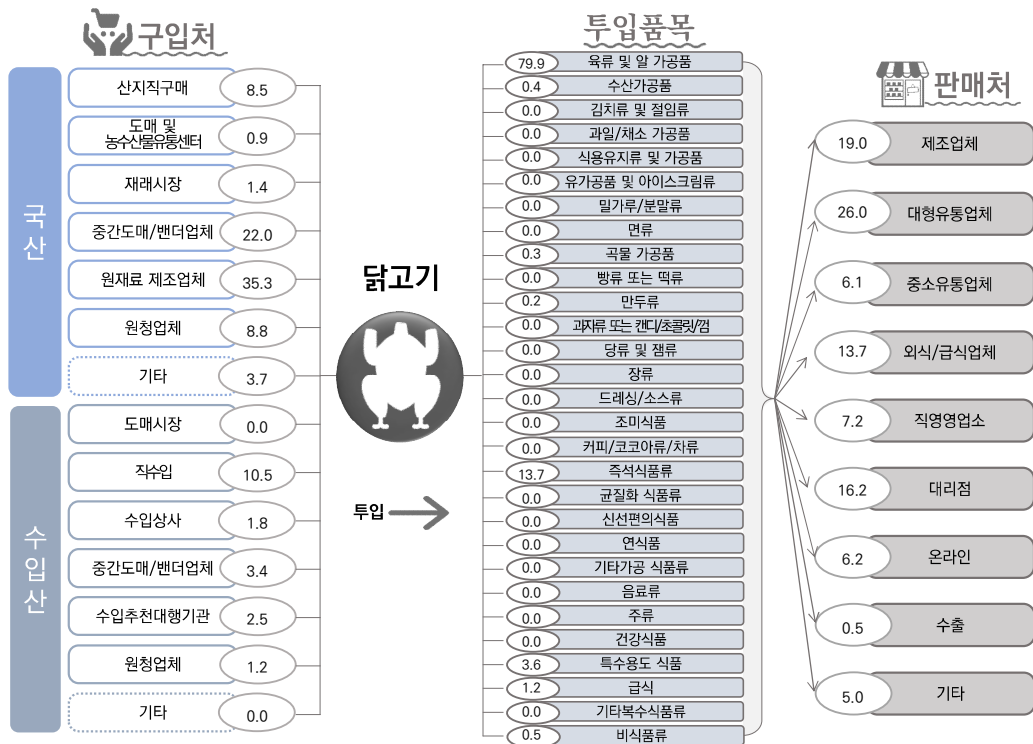 구입처
국산
산지직구매 8.5
도매 및
농수산물유통센터 0.9
재래시장 1.4
중간도매/밴더업체 22.0
원재료 제조업체 35.3
원청업체 8.8
기타 3.7
수입산
도매시장 0.0
직수입 10.5
수입상사 1.8
중간도매/밴더업체 3.4
수입추천대행기관 2.5
원청업체 1.2
기타 0.0
닭고기
투입
투입품목
79.9 육류 및 알 가공품
0.4 수산가공품
0.0 김치류 및 절임류
0.0 과일/채소 가공품
0.0 식용유지류 및 가공품
0.0 유가공품 및 아이스크림류
0.0 밀가루/분말류
0.0 면류
0.3 곡물 가공품
0.0 빵류 또는 떡류
0.2 만두류
0.0 과자류 또는 캔디/초콜릿/껌
0.0 당류 및 잼류
0.0 장류
0.0 드레싱/소스류
0.0 조미식품
0.0 커피/코코아류/차류
13.7 즉석식품류
0.0 균질화 식품류
0.0 신선편의식품
0.0 연식품
0.0 기타가공 식품류
0.0 음료류
0.0 주류
0.0 건강식품
3.6 특수용도 식품
1.2 급식
0.0 기타복수식품류
0.5 비식품류
판매처
19.0 제조업체
26.0 대형유통업체
6.1 중소유통업체
13.7 외식/급식업체
7.2 직영영업소
16.2 대리점
6.2 온라인
0.5 수출
5.0 기타